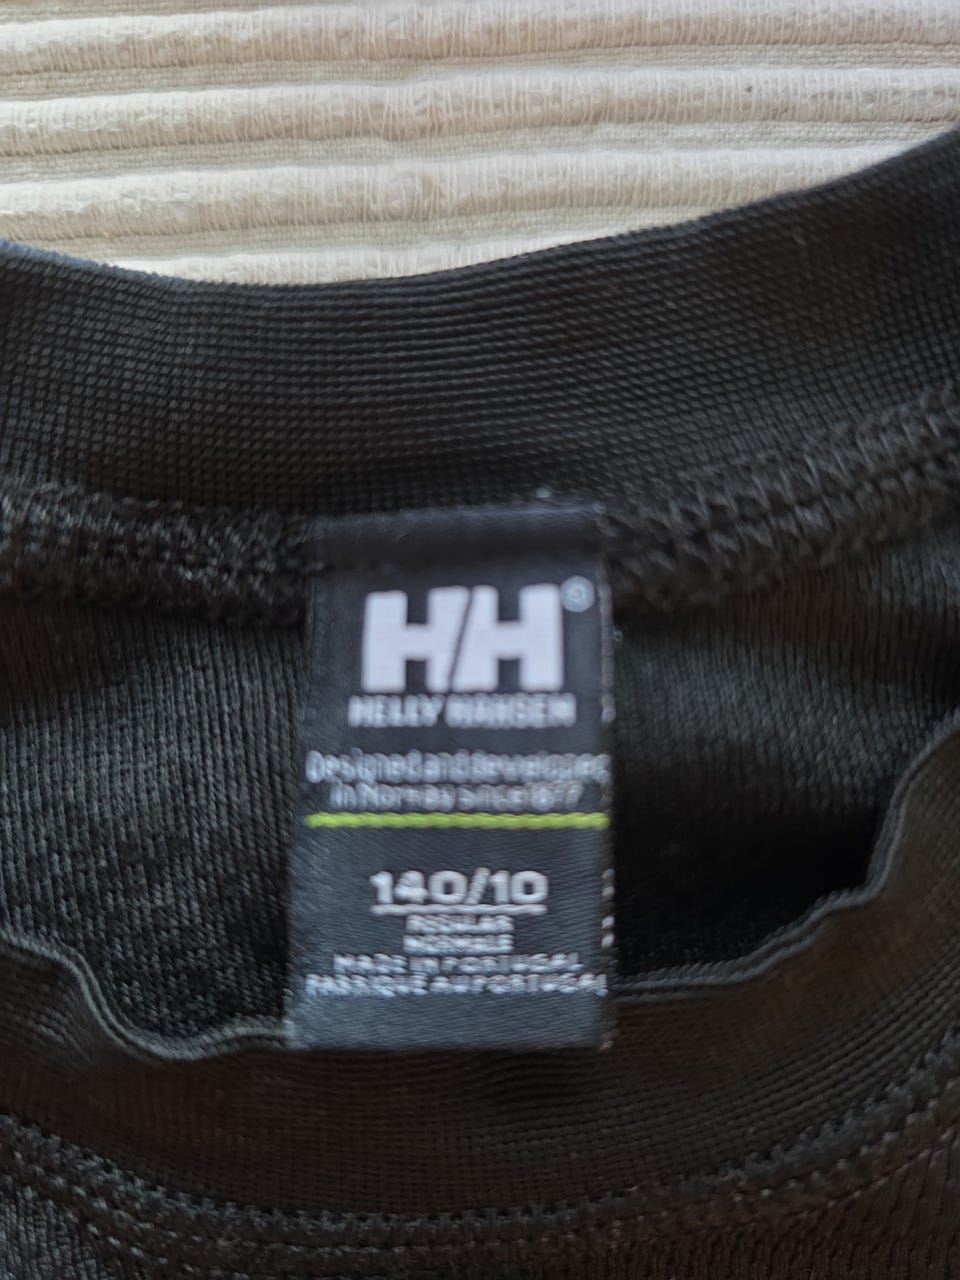 H/H®
HELLY HANSEN
Designed and developed
in Norway since 1877
140/10
REGULAR
NORMALE
MADE IN PORTUGAL
FABRIQUÉ AU PORTUGAL